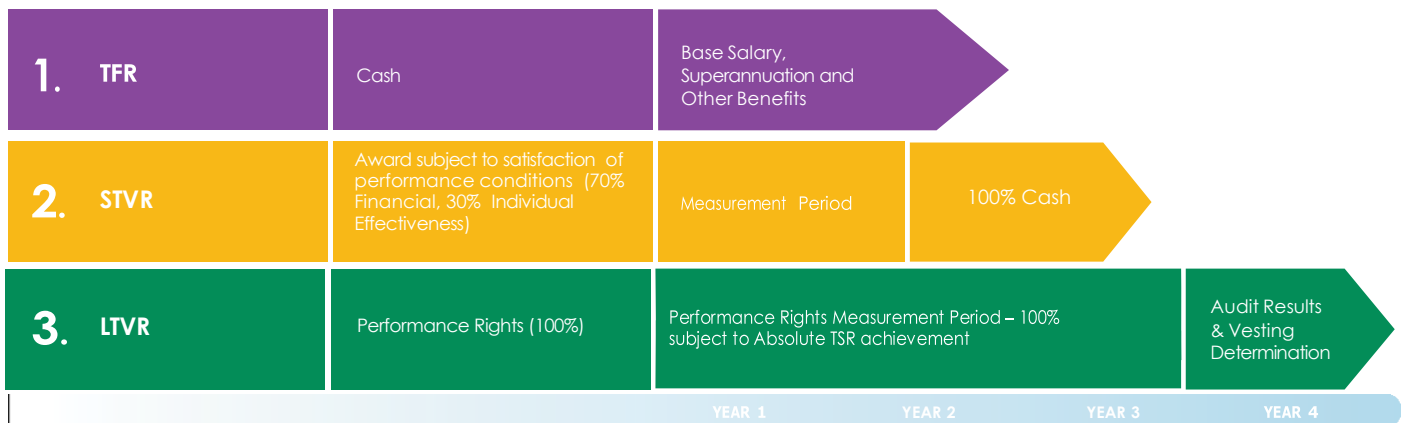 1. TFR
Cash
Base Salary,
Superannuation and
Other Benefits
2. STVR
Award subject to satisfaction of
performance conditions (70%
Financial, 30% Individual
Effectiveness)
Measurement Period
100% Cash
3. LTVR
Performance Rights (100%)
Performance Rights Measurement Period – 100%
subject to Absolute TSR achievement
Audit Results
& Vesting
Determination
YEAR 1 YEAR 2 YEAR 3 YEAR 4